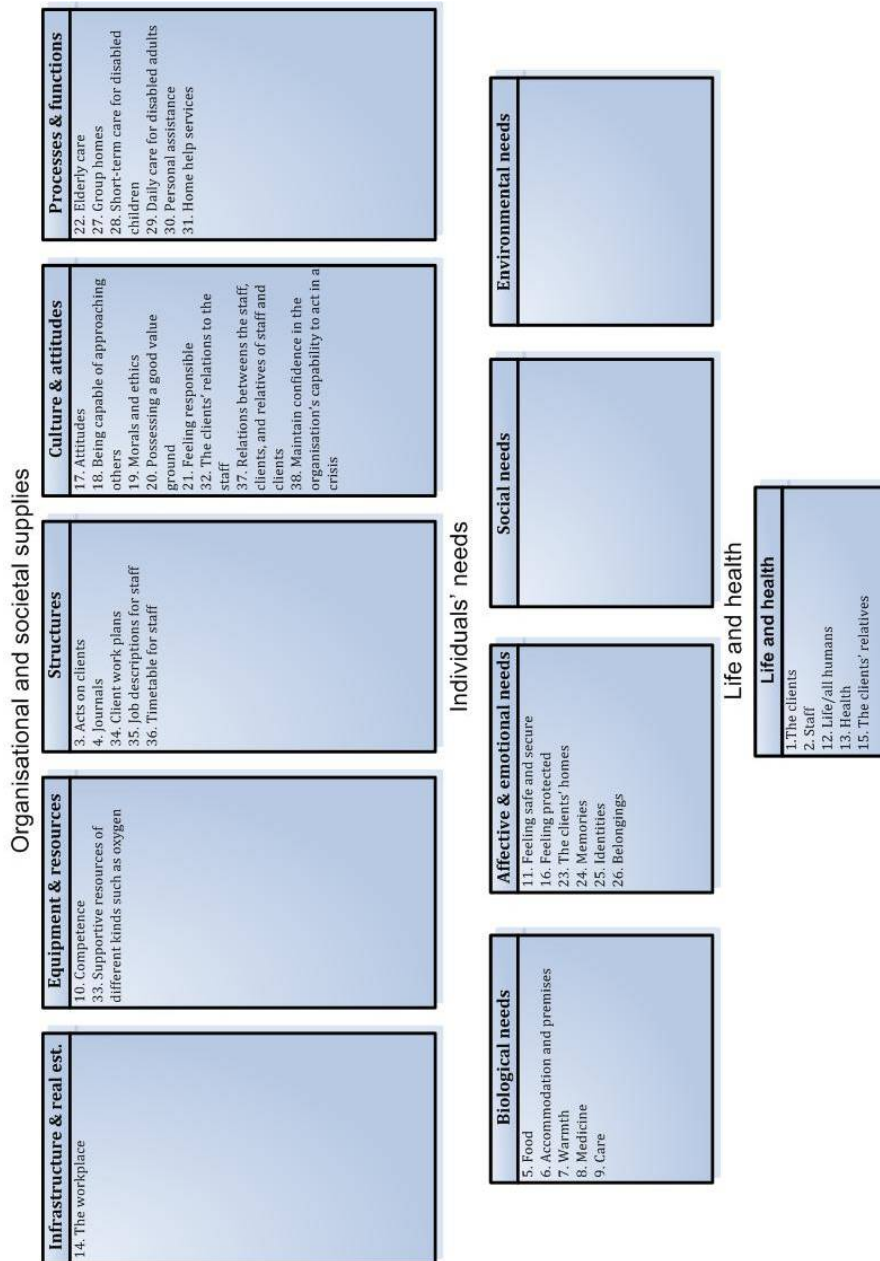 Organisational and societal supplies
Infrastructure & real est.
14. The workplace
Equipment & resources
10. Competence
33. Supportive resources of
different kinds such as oxygen
Structures
3. Acts on clients
4. Journals
34. Client work plans
35. Job descriptions for staff
36. Timetable for staff
Culture & attitudes
17. Attitudes
18. Being capable of approaching
others
19. Morals and ethics
20. Possessing a good value
ground
21. Feeling responsible
32. The clients' relations to the
staff
37. Relations betweens the staff,
clients, and relatives of staff and
clients
38. Maintain confidence in the
organisation's capability to act in a
crisis
Processes & functions
22. Elderly care
27. Group homes
28. Short-term care for disabled
children
29. Daily care for disabled adults
30. Personal assistance
31. Home help services
Individuals' needs
Biological needs
5. Food
6. Accommodation and premises
7. Warmth
8. Medicine
9. Care
Affective & emotional needs
11. Feeling safe and secure
16. Feeling protected
23. The clients' homes
24. Memories
25. Identities
26. Belongings
Social needs
Environmental needs
Life and health
Life and health
1.The clients
2. Staff
12. Life/all humans
13. Health
15. The clients' relatives